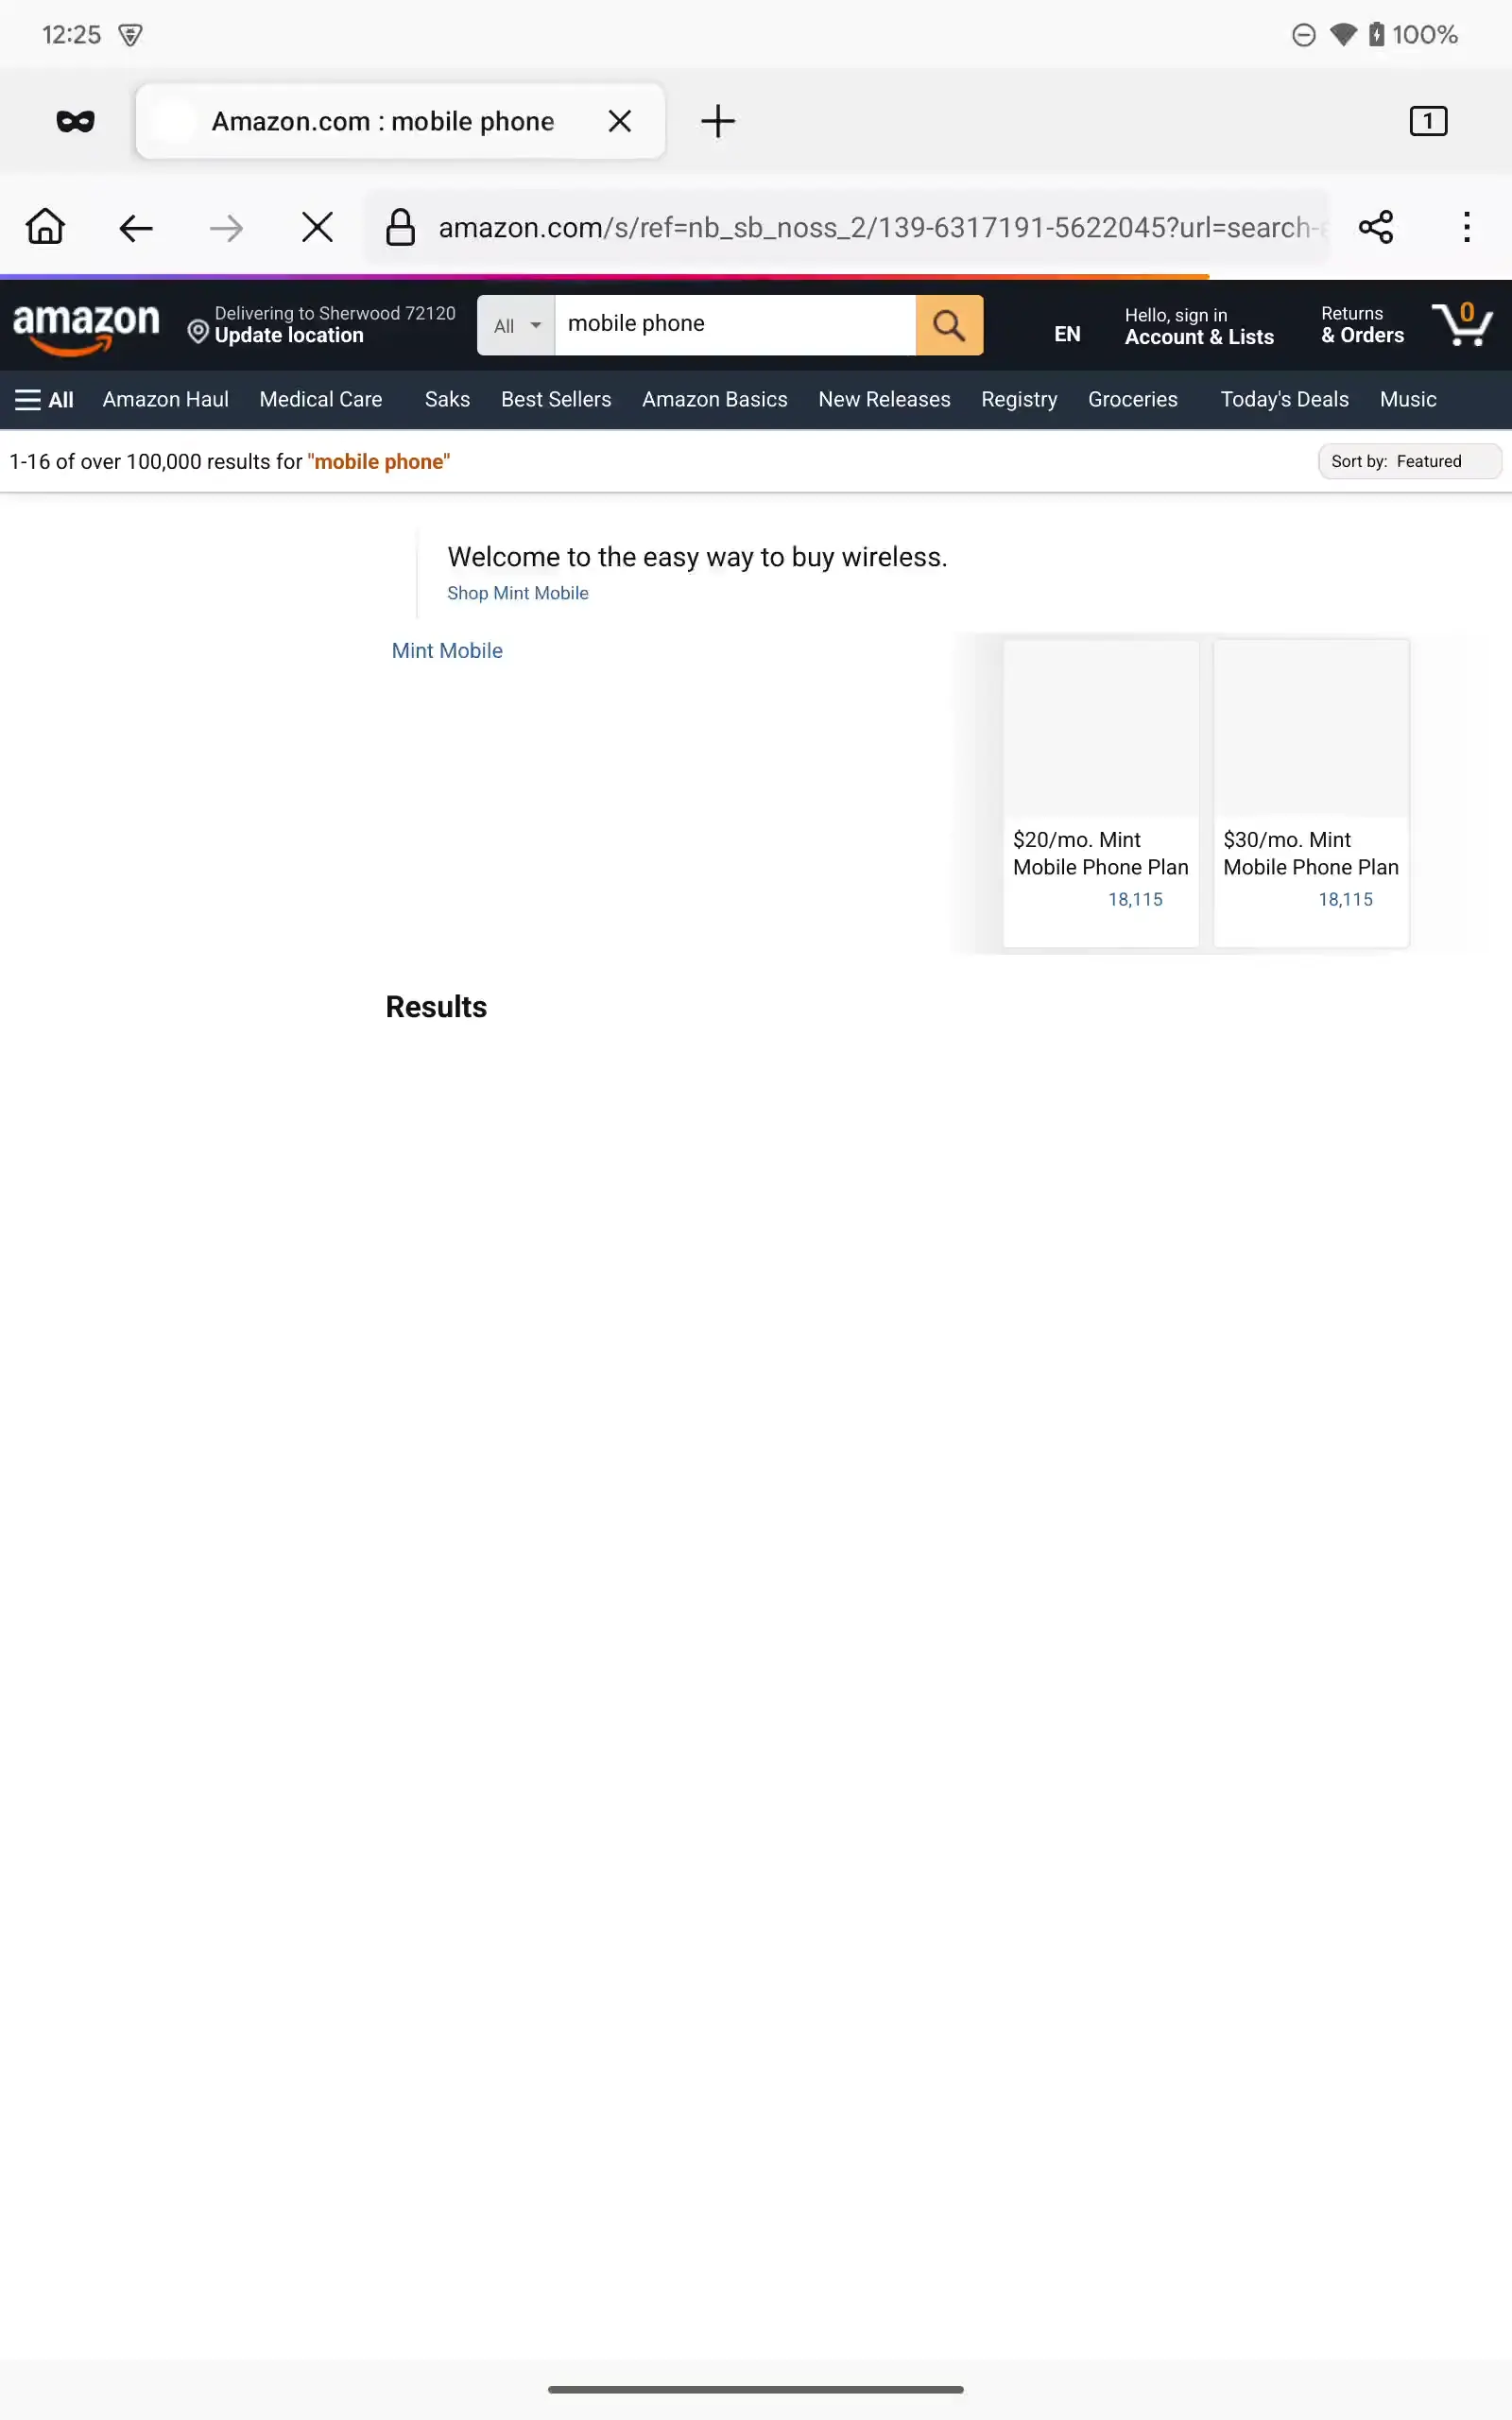 12:25
100%
Amazon.com : mobile phone
1
amazon.com/s/ref=nb_sb_noss_2/139-6317191-5622045?url=search-
amazon
Delivering to Sherwood 72120
Update location
All
mobile phone
EN
Hello, sign in
Account & Lists
Returns
& Orders
0
All Amazon Haul Medical Care Saks Best Sellers Amazon Basics New Releases Registry Groceries Today's Deals Music
1-16 of over 100,000 results for "mobile phone"
Sort by: Featured
Welcome to the easy way to buy wireless.
Shop Mint Mobile
Mint Mobile
$20/mo. Mint
Mobile Phone Plan
18,115
$30/mo. Mint
Mobile Phone Plan
18,115
Results